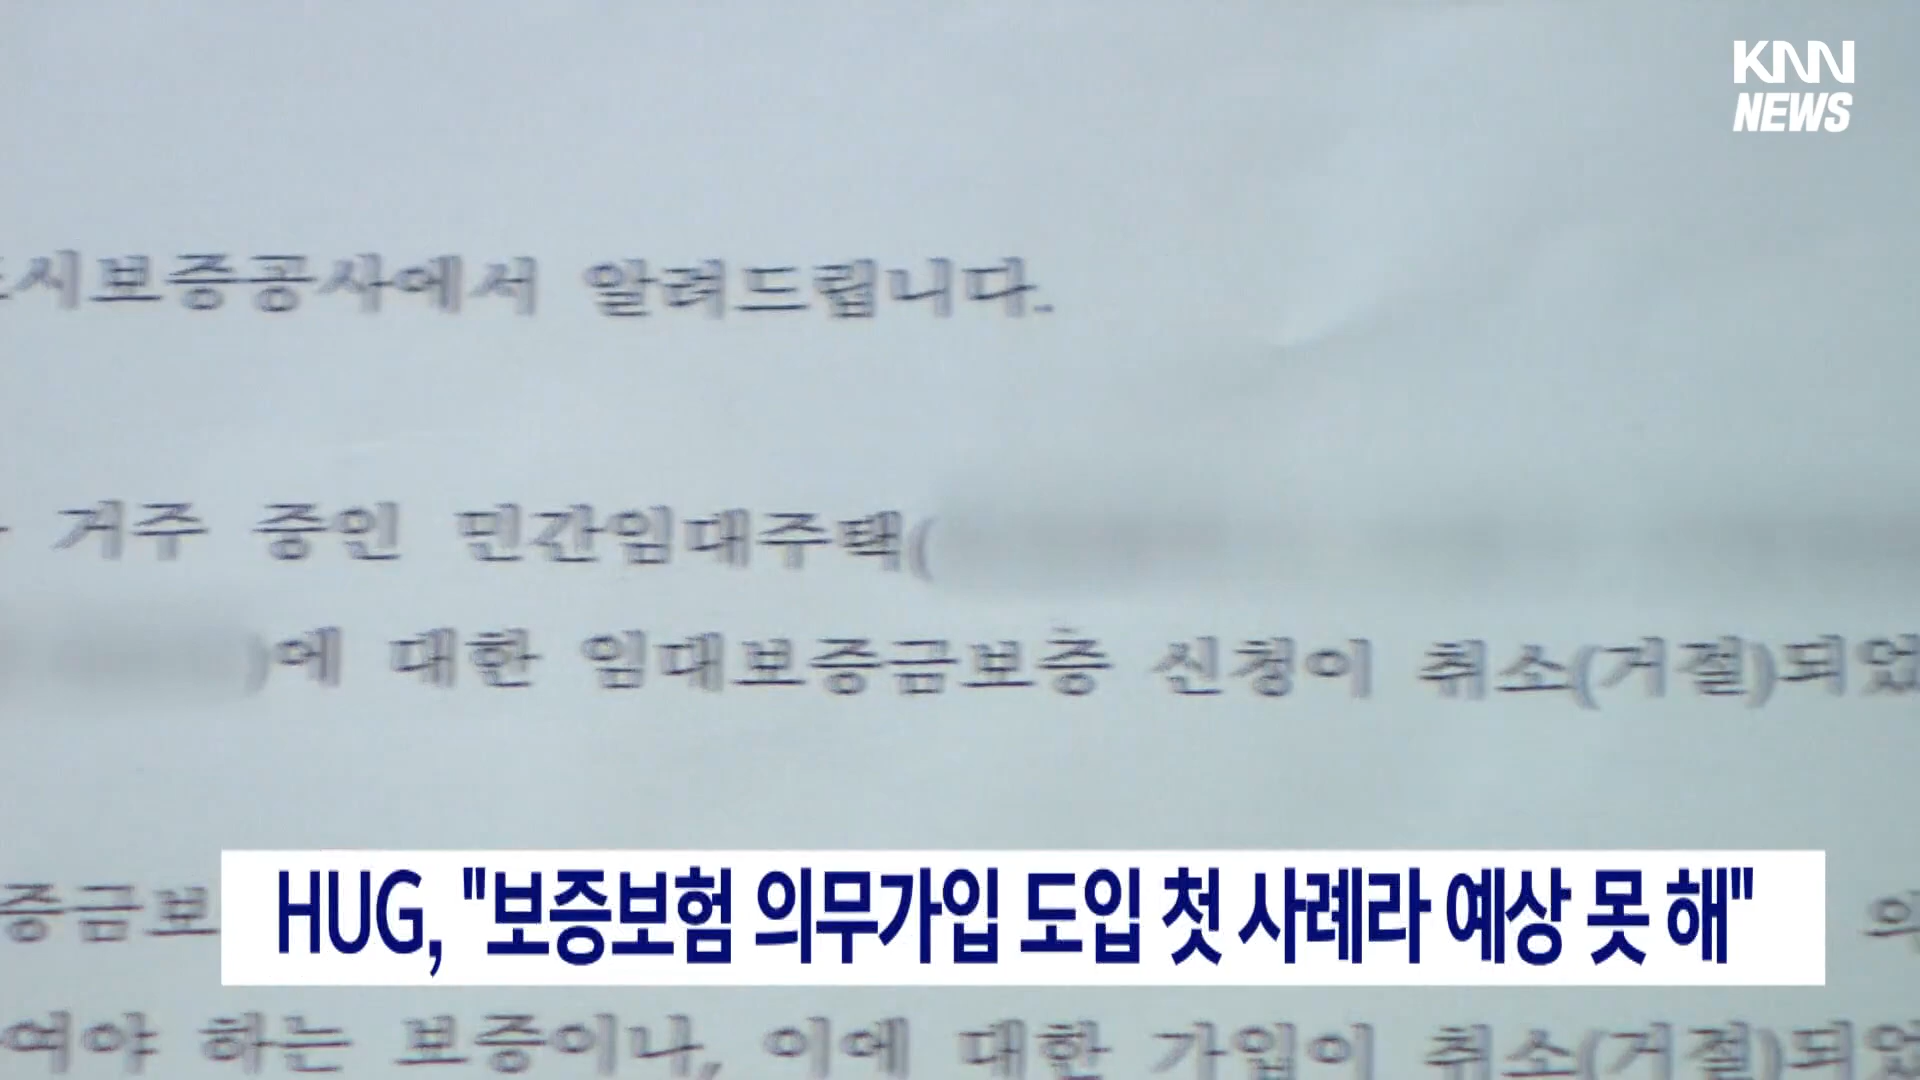 KNN
NEWS
시보증공사에서 알려드립니다.
거주 중인 민간임대주택(
)에 대한 임대보증금보증 신청이 취소(거절)되었
증금보
HUG, "보증보험 의무가입 도입 첫 사례라 예상 못 해"
여야 하는 보증이나, 이에 대한 가입이 취소(거절)되었